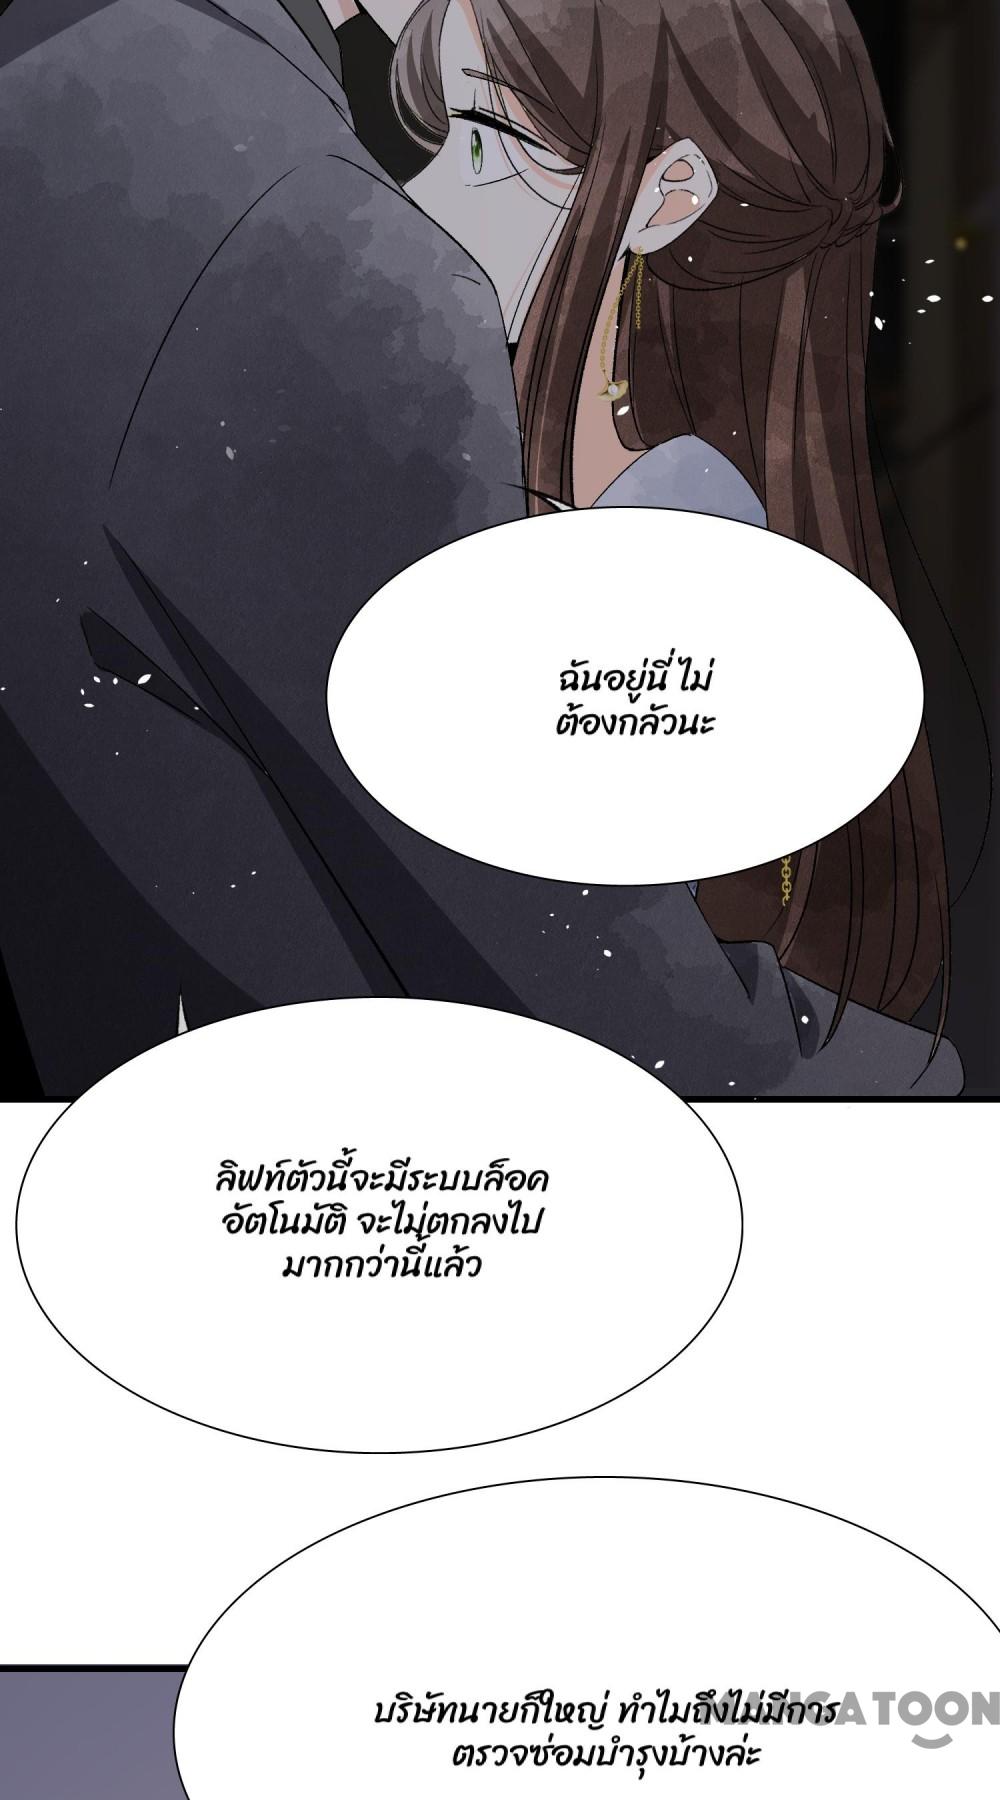 ฉันอยู่นี่ ไม่
ต้องกลัวนะ
ลิฟท์ตัวนี้จะมีระบบล็อค
อัตโนมัติ จะไม่ตกลงไป
มากกว่านี้แล้ว
บริษัทนายก็ใหญ่ ทำไมถึงไม่มีการ
ตรวจซ่อมบำรุงบ้างล่ะ
MANGATOON